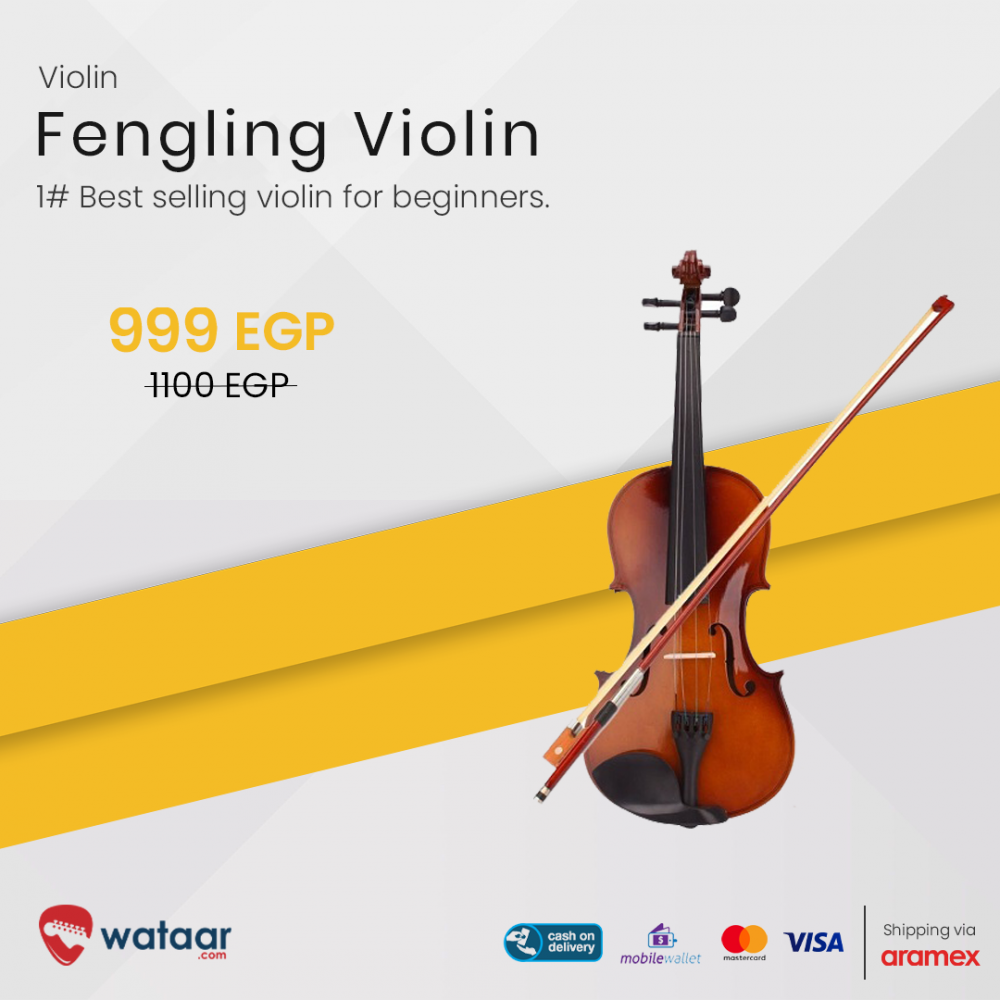 Violin
Fengling Violin
1# Best selling violin for beginners.
999 EGP
1100 EGP
wataar
.com
cash on
delivery
mobilewallet
mastercard
VISA
Shipping via
aramex